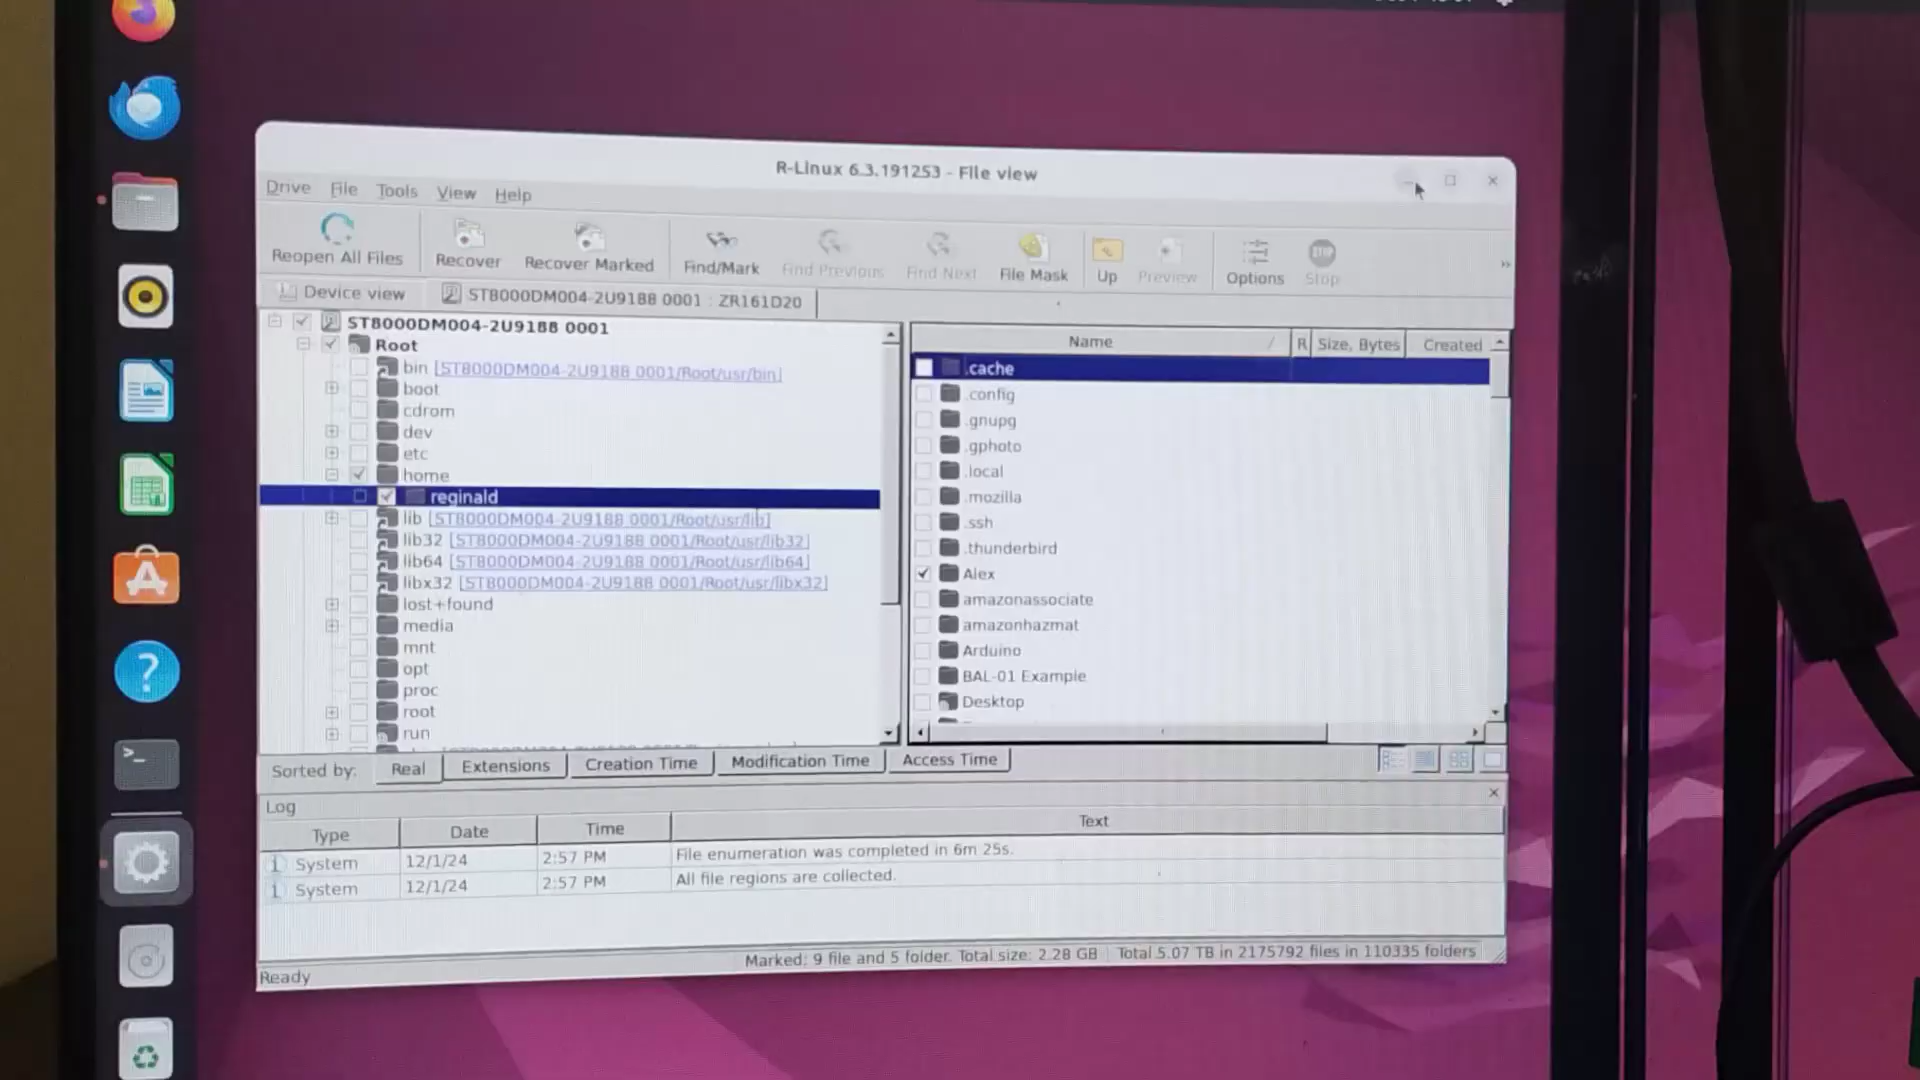 R-Linux 6.3.191253 - File view
Drive File Tools View Help
Reopen All Files Recover Recover Marked Find/Mark Find Previous Find Next File Mask Up Preview Options Stop
Device view ST8000DM004-2U9188 0001 : ZR161D20
ST8000DM004-2U9188 0001
Root
bin [ST8000DM004-2U9188 0001/Root/usr/bin]
boot
cdrom
dev
etc
home
reginald
lib [ST8000DM004-2U9188 0001/Root/usr/lib]
lib32 [ST8000DM004-2U9188 0001/Root/usr/lib32]
lib64 [ST8000DM004-2U9188 0001/Root/usr/lib64]
libx32 [ST8000DM004-2U9188 0001/Root/usr/libx32]
lost+found
media
mnt
opt
proc
root
run
Name / R Size, Bytes Created
.cache
.config
.gnupg
.gphoto
.local
.mozilla
.ssh
.thunderbird
Alex
amazonassociate
amazonhazmat
Arduino
BAL-01 Example
Desktop
Sorted by: Real Extensions Creation Time Modification Time Access Time
Log
Type Date Time Text
System 12/1/24 2:57 PM File enumeration was completed in 6m 25s.
System 12/1/24 2:57 PM All file regions are collected.
Marked: 9 file and 5 folder. Total size: 2.28 GB Total 5.07 TB in 2175792 files in 110335 folders
Ready